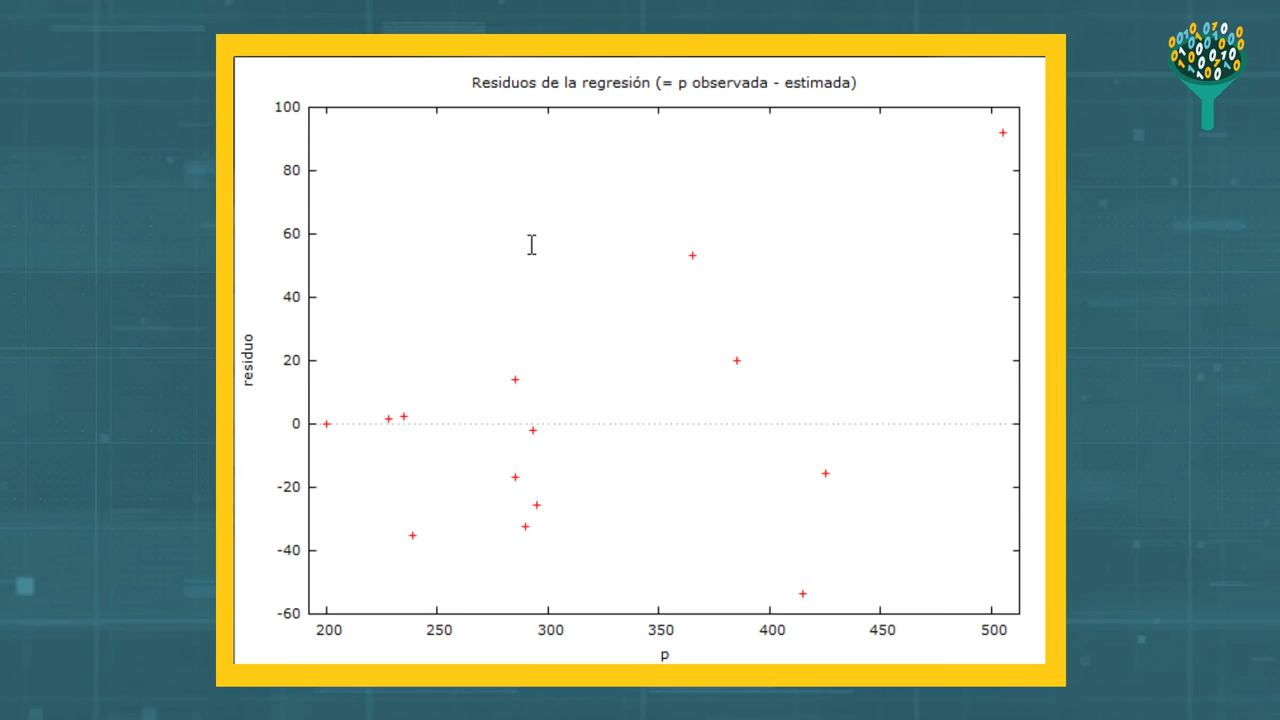 Residuos de la regresión (= p observada - estimada)
100
80
60
40
20
0
-20
-40
-60
residuo
200 250 300 350 400 450 500
p